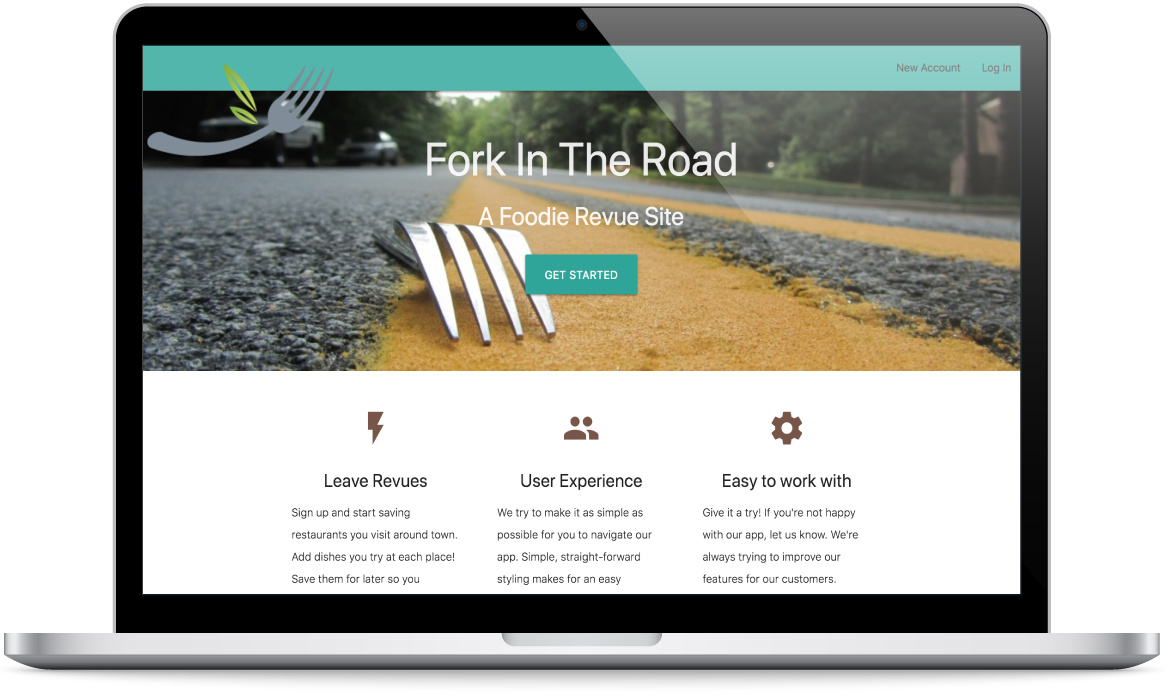 New Account Log In
Fork In The Road
A Foodie Revue Site
GET STARTED
Leave Revues
Sign up and start saving
restaurants you visit around town.
Add dishes you try at each place!
Save them for later so you
User Experience
We try to make it as simple as
possible for you to navigate our
app. Simple, straight-forward
styling makes for an easy
Easy to work with
Give it a try! If you're not happy
with our app, let us know. We're
always trying to improve our
features for our customers.